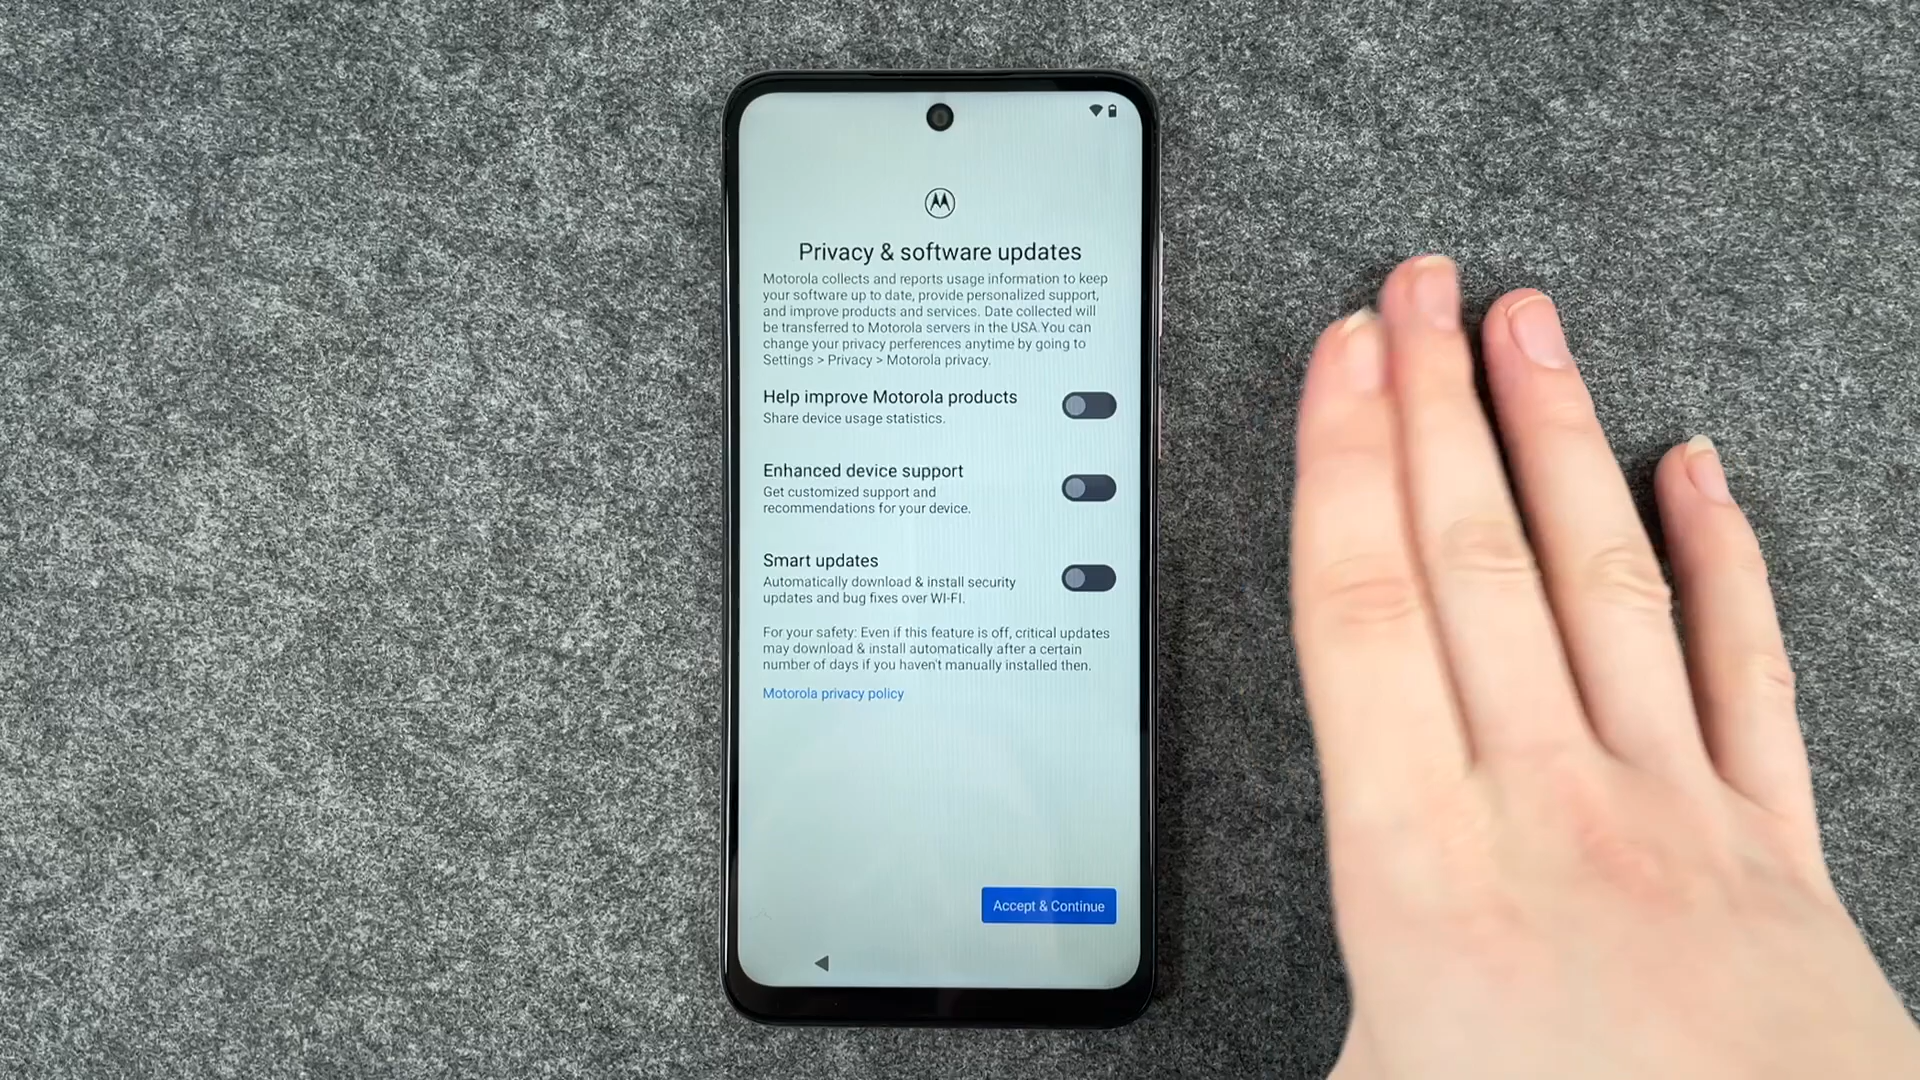 Privacy & software updates
Motorola collects and reports usage information to keep
your software up to date, provide personalized support,
and improve products and services. Date collected will
be transferred to Motorola servers in the USA.You can
change your privacy perferences anytime by going to
Settings > Privacy > Motorola privacy.
Help improve Motorola products
Share device usage statistics.
Enhanced device support
Get customized support and
recommendations for your device.
Smart updates
Automatically download & install security
updates and bug fixes over WI-FI.
For your safety: Even if this feature is off, critical updates
may download & install automatically after a certain
number of days if you haven't manually installed then.
Motorola privacy policy
Accept & Continue